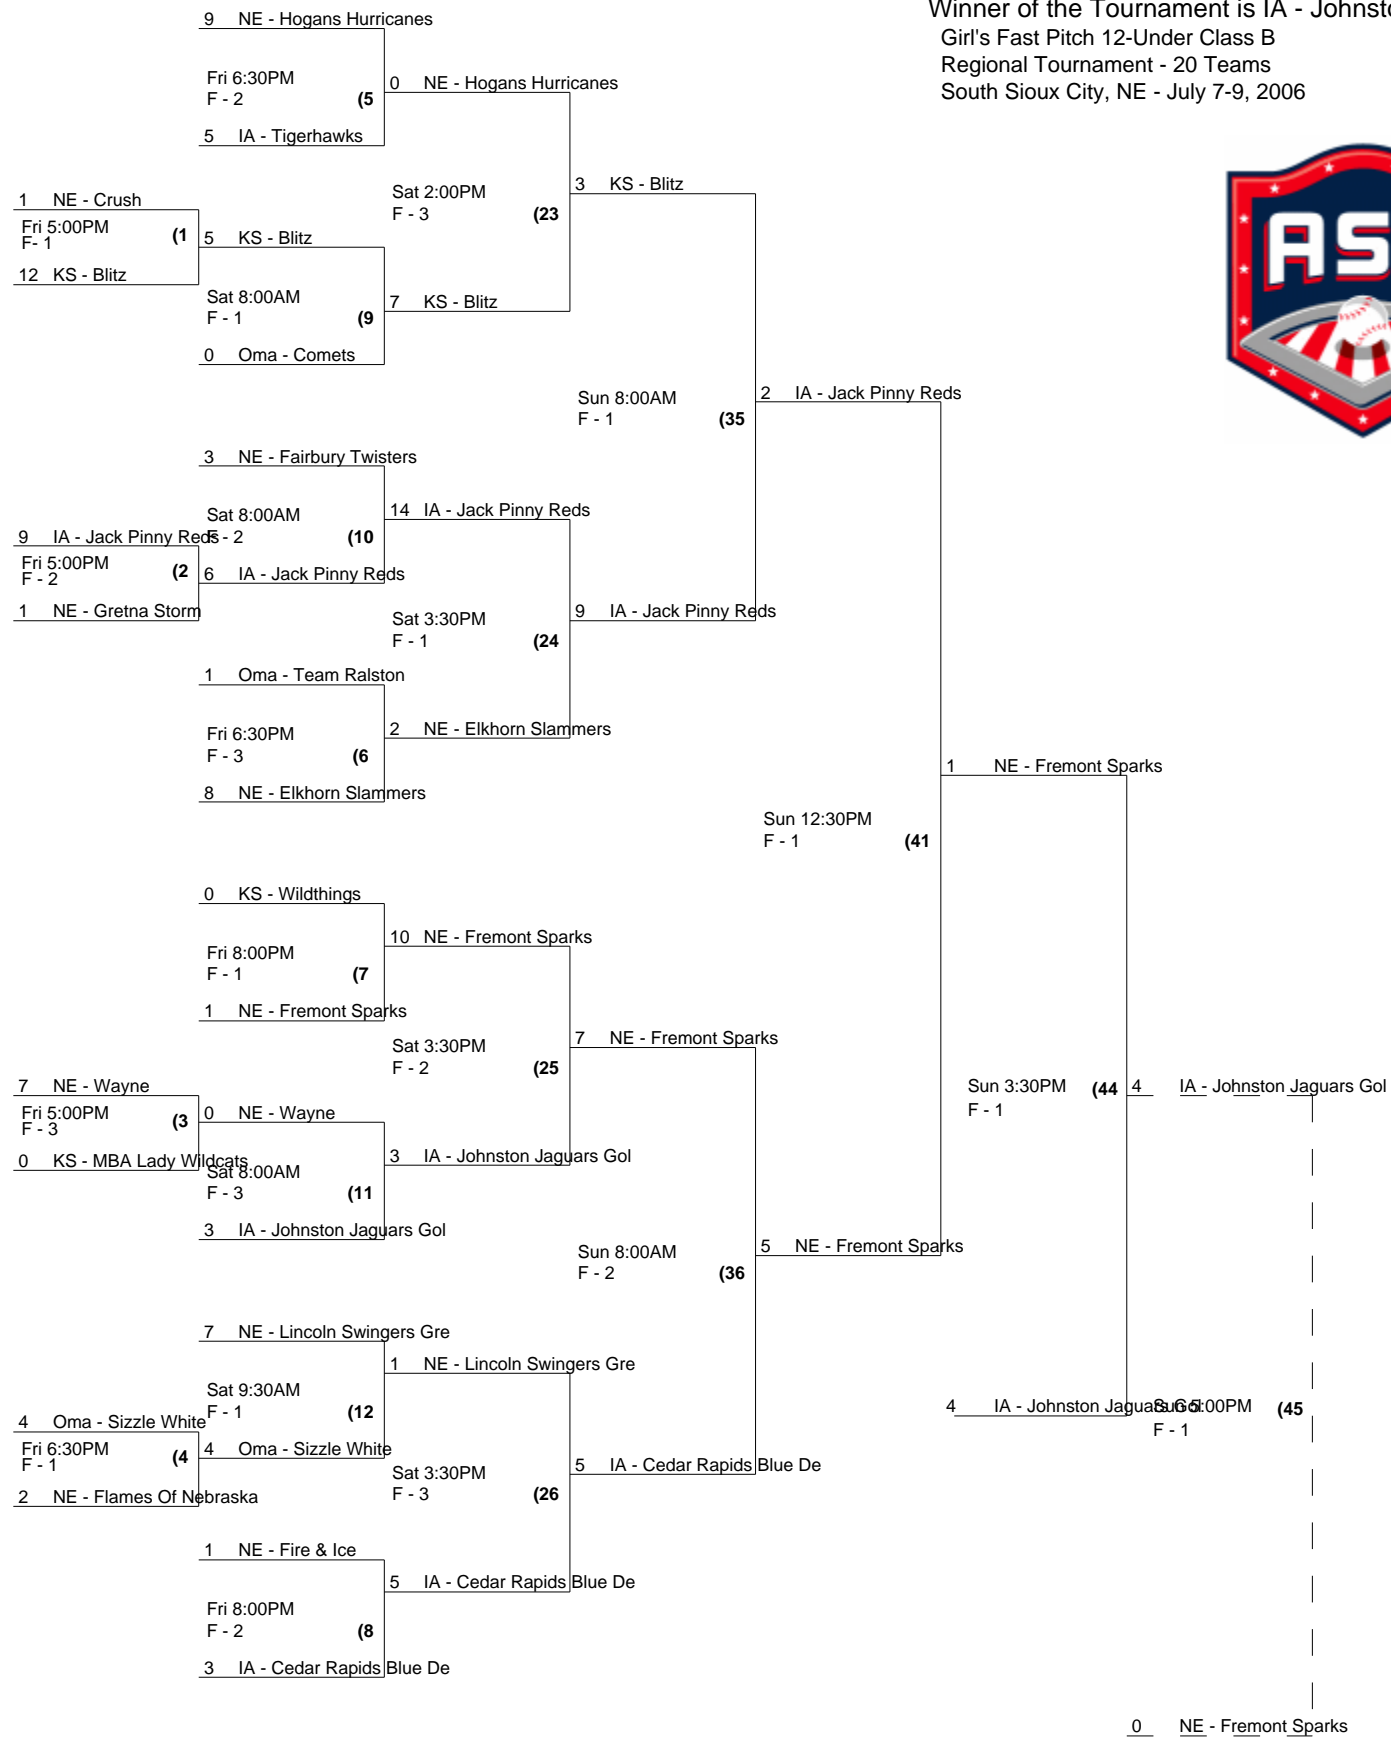 Winner of the Tournament is IA - Johnst
Girl's Fast Pitch 12-Under Class B
Regional Tournament - 20 Teams
South Sioux City, NE - July 7-9, 2006
AS
9 NE - Hogans Hurricanes
Fri 6:30PM
F - 2 (5
0 NE - Hogans Hurricanes
5 IA - Tigerhawks
1 NE - Crush
Fri 5:00PM
F- 1 (1
12 KS - Blitz
5 KS - Blitz
Sat 8:00AM
F - 1 (9
0 Oma - Comets
Sat 2:00PM
F - 3 (23
7 KS - Blitz
3 KS - Blitz
Sun 8:00AM
F - 1 (35
2 IA - Jack Pinny Reds
3 NE - Fairbury Twisters
Sat 8:00AM
F - 2 (10
14 IA - Jack Pinny Reds
9 IA - Jack Pinny Reds
Fri 5:00PM
F - 2 (2
1 NE - Gretna Storm
6 IA - Jack Pinny Reds
Sat 3:30PM
F - 1 (24
9 IA - Jack Pinny Reds
1 Oma - Team Ralston
Fri 6:30PM
F - 3 (6
2 NE - Elkhorn Slammers
8 NE - Elkhorn Slammers
1 NE - Fremont Sparks
Sun 12:30PM
F - 1 (41
0 KS - Wildthings
Fri 8:00PM
F - 1 (7
10 NE - Fremont Sparks
1 NE - Fremont Sparks
Sat 3:30PM
F - 2 (25
7 NE - Fremont Sparks
7 NE - Wayne
Fri 5:00PM
F - 3 (3
0 KS - MBA Lady Wildcats
0 NE - Wayne
Sat 8:00AM
F - 3 (11
3 IA - Johnston Jaguars Gol
3 IA - Johnston Jaguars Gol
Sun 3:30PM (44
F - 1
4 IA - Johnston Jaguars Gol
Sun 8:00AM
F - 2 (36
5 NE - Fremont Sparks
7 NE - Lincoln Swingers Gre
Sat 9:30AM
F - 1 (12
1 NE - Lincoln Swingers Gre
4 Oma - Sizzle White
Fri 6:30PM
F - 1 (4
2 NE - Flames Of Nebraska
4 Oma - Sizzle White
Sat 3:30PM
F - 3 (26
5 IA - Cedar Rapids Blue De
4 IA - Johnston Jaguars Gol
Sun 5:00PM (45
F - 1
1 NE - Fire & Ice
Fri 8:00PM
F - 2 (8
5 IA - Cedar Rapids Blue De
3 IA - Cedar Rapids Blue De
0 NE - Fremont Sparks